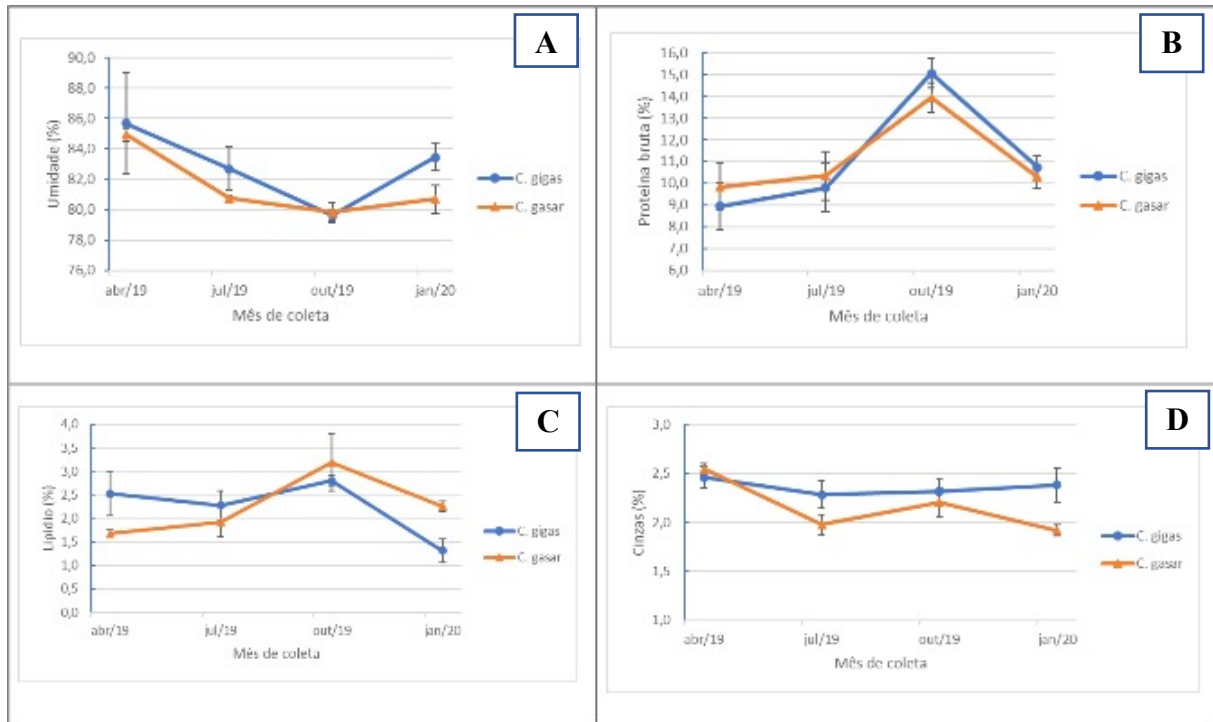 A
90,0
88,0
86,0
84,0
82,0
80,0
78,0
76,0
Umidade (%)
abr/19 jul/19 out/19 jan/20
Mês de coleta
C. gigas
C. gasar
B
16,0
15,0
14,0
13,0
12,0
11,0
10,0
9,0
8,0
7,0
6,0
Proteína bruta (%)
abr/19 jul/19 out/19 jan/20
Mês de coleta
C. gigas
C. gasar
C
4,0
3,5
3,0
2,5
2,0
1,5
1,0
0,5
0,0
Lipídio (%)
abr/19 jul/19 out/19 jan/20
Mês de coleta
C. gigas
C. gasar
D
3,0
2,5
2,0
1,5
1,0
Cinzas (%)
abr/19 jul/19 out/19 jan/20
Mês de coleta
C. gigas
C. gasar